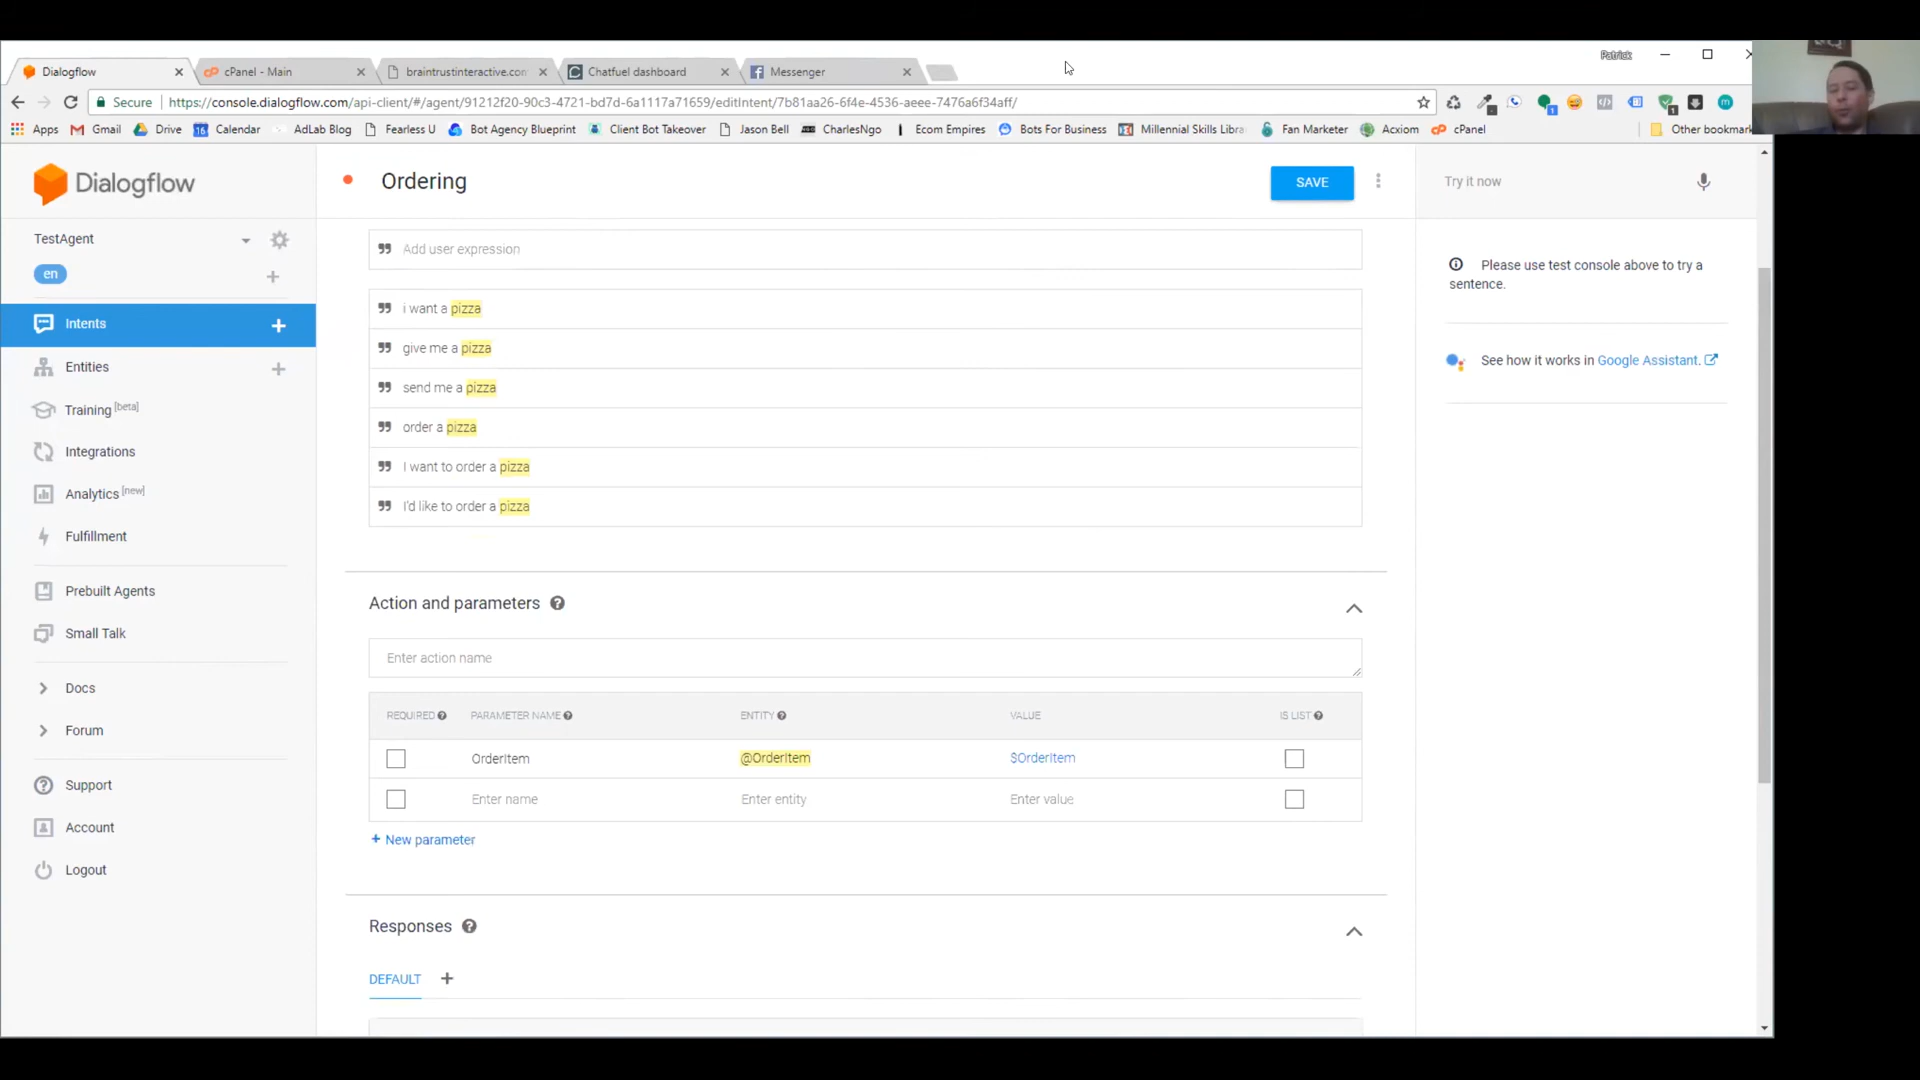 Patrick
Dialogflow
cPanel - Main
braintrustinteractive.com
Chatfuel dashboard
Messenger
Secure
https://console.dialogflow.com/api-client/#/agent/91212f20-90c3-4721-bd7d-6a1117a71659/editIntent/7b81aa26-6f4e-4536-aeee-7476a6f34aff/
Apps Gmail Drive Calendar AdLab Blog Fearless U Bot Agency Blueprint Client Bot Takeover Jason Bell CharlesNgo Ecom Empires Bots For Business Millennial Skills Libra Fan Marketer Acxiom cPanel Other bookmark
Dialogflow
TestAgent
en
Intents
Entities
Training [beta]
Integrations
Analytics [new]
Fulfillment
Prebuilt Agents
Small Talk
Docs
Forum
Support
Account
Logout
Ordering
SAVE
Add user expression
i want a pizza
give me a pizza
send me a pizza
order a pizza
I want to order a pizza
I'd like to order a pizza
Action and parameters
Enter action name
REQUIRED PARAMETER NAME ENTITY VALUE IS LIST
OrderItem @OrderItem $OrderItem
Enter name Enter entity Enter value
+ New parameter
Responses
DEFAULT +
Try it now
Please use test console above to try a
sentence.
See how it works in Google Assistant.